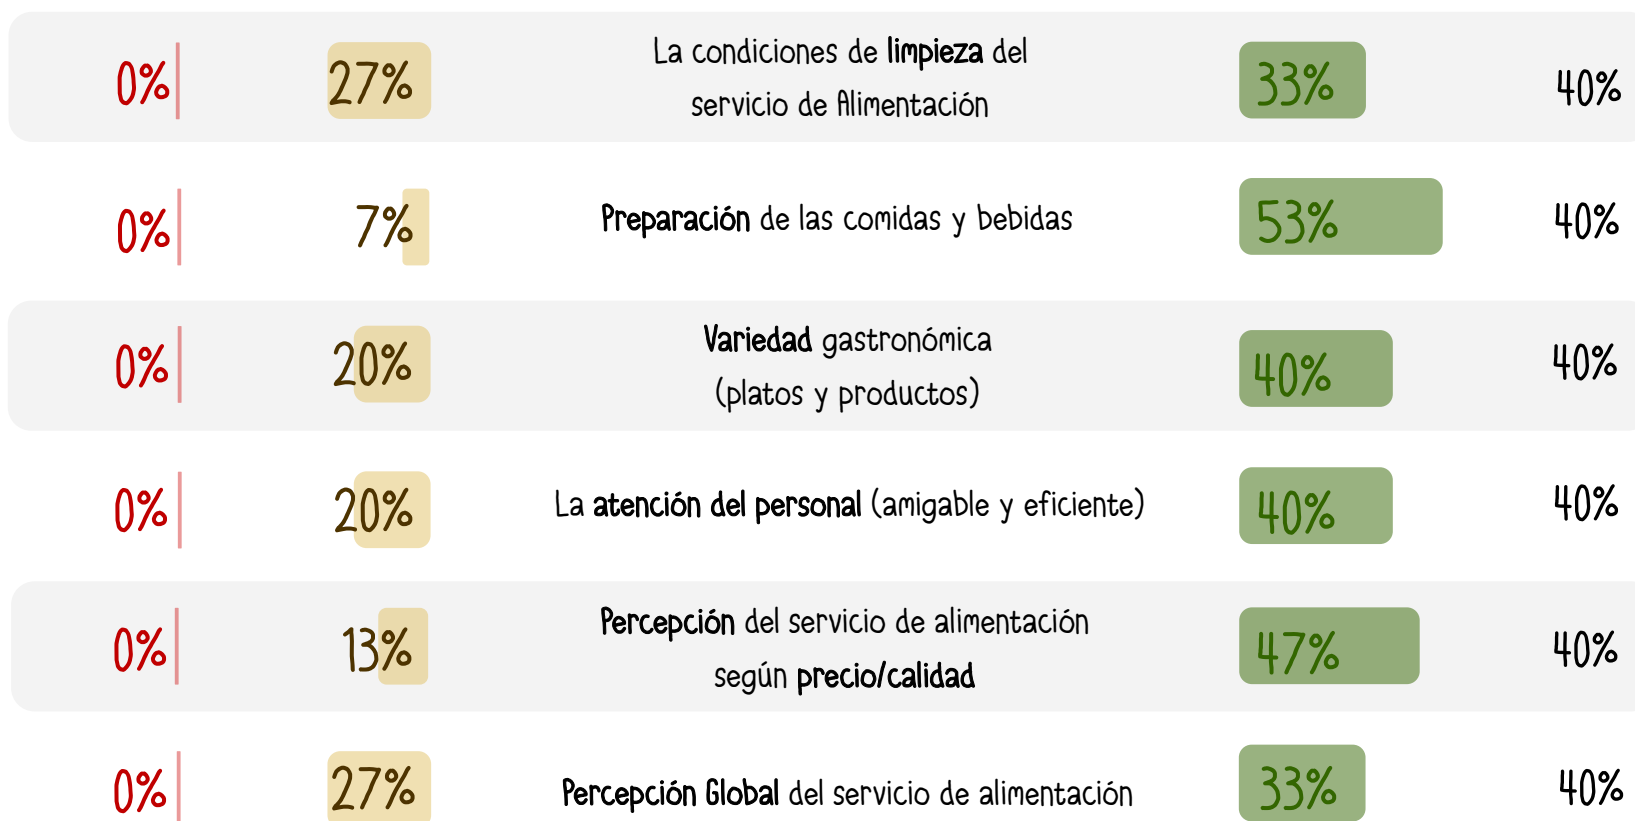 La condiciones de limpieza del
0% 27% 33% 40%
servicio de Alimentación
0% 7% Preparación de las comidas y bebidas 53% 40%
Variedad gastronómica
0% 20% 40% 40%
(platos y productos)
0% 20% La atención del personal (amigable y eficiente) 40% 40%
Percepción del servicio de alimentación
0% 13% 47% 40%
según precio/calidad
0% 27% Percepción Global del servicio de alimentación 33% 40%